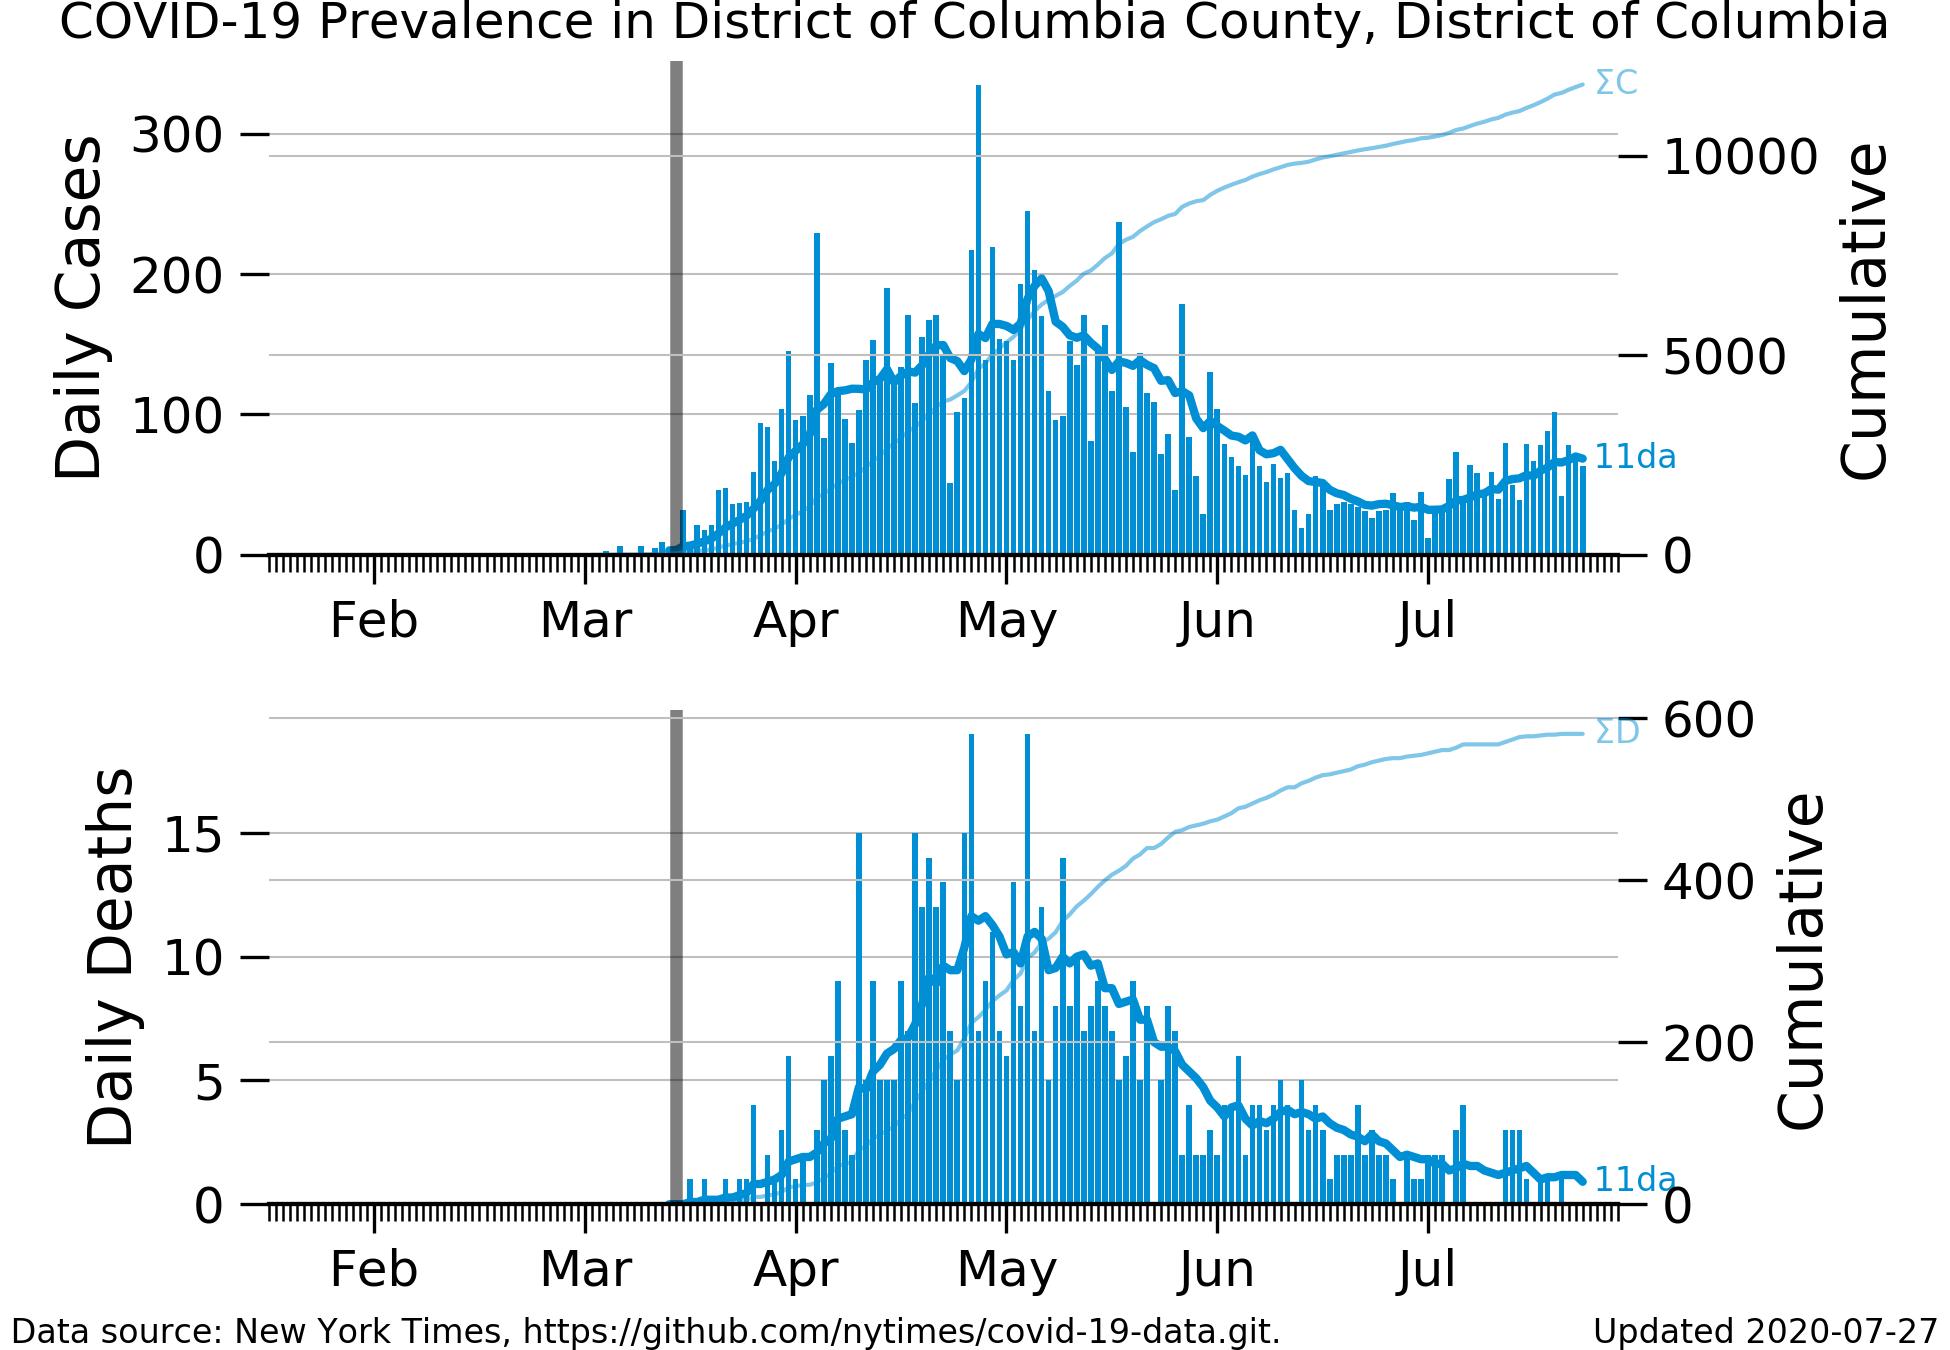 COVID-19 Prevalence in District of Columbia County, District of Columbia
ΣC
300
10000
Daily Cases
Cumulative
200
5000
11da
100
0
0
Feb Mar Apr May Jun Jul
600
ΣD
15
400
Daily Deaths
Cumulative
10
200
5
11da
0
0
Feb Mar Apr May Jun Jul
Data source: New York Times, https://github.com/nytimes/covid-19-data.git.
Updated 2020-07-27